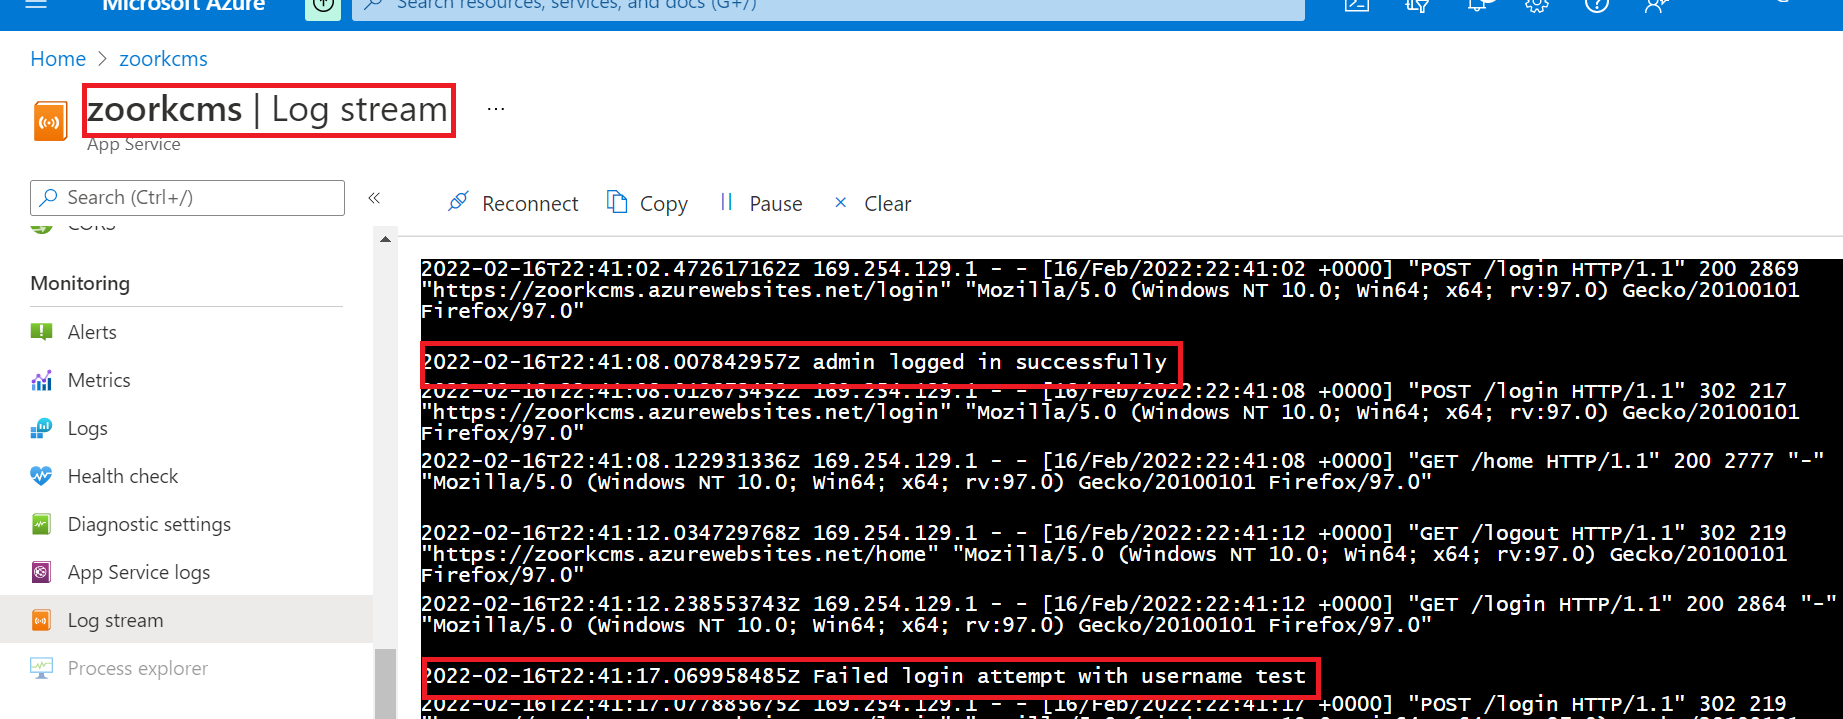 Microsoft Azure
Search resources, services, and docs (G+/)
Home > zoorkcms
zoorkcms | Log stream ...
App Service
Search (Ctrl+/) «
Reconnect Copy Pause Clear
CORS
Monitoring
Alerts
Metrics
Logs
Health check
Diagnostic settings
App Service logs
Log stream
Process explorer
2022-02-16T22:41:02.472617162Z 169.254.129.1 - - [16/Feb/2022:22:41:02 +0000] "POST /login HTTP/1.1" 200 2869
"https://zoorkcms.azurewebsites.net/login" "Mozilla/5.0 (Windows NT 10.0; Win64; x64; rv:97.0) Gecko/20100101
Firefox/97.0"
2022-02-16T22:41:08.007842957Z admin logged in successfully
2022-02-16T22:41:08.012673452Z 169.254.129.1 - - [16/Feb/2022:22:41:08 +0000] "POST /login HTTP/1.1" 302 217
"https://zoorkcms.azurewebsites.net/login" "Mozilla/5.0 (Windows NT 10.0; Win64; x64; rv:97.0) Gecko/20100101
Firefox/97.0"
2022-02-16T22:41:08.122931336Z 169.254.129.1 - - [16/Feb/2022:22:41:08 +0000] "GET /home HTTP/1.1" 200 2777 "-"
"Mozilla/5.0 (Windows NT 10.0; Win64; x64; rv:97.0) Gecko/20100101 Firefox/97.0"
2022-02-16T22:41:12.034729768Z 169.254.129.1 - - [16/Feb/2022:22:41:12 +0000] "GET /logout HTTP/1.1" 302 219
"https://zoorkcms.azurewebsites.net/home" "Mozilla/5.0 (Windows NT 10.0; Win64; x64; rv:97.0) Gecko/20100101
Firefox/97.0"
2022-02-16T22:41:12.238553743Z 169.254.129.1 - - [16/Feb/2022:22:41:12 +0000] "GET /login HTTP/1.1" 200 2864 "-"
"Mozilla/5.0 (Windows NT 10.0; Win64; x64; rv:97.0) Gecko/20100101 Firefox/97.0"
2022-02-16T22:41:17.069958485Z Failed login attempt with username test
2022-02-16T22:41:17.077885675Z 169.254.129.1 - - [16/Feb/2022:22:41:17 +0000] "POST /login HTTP/1.1" 302 219